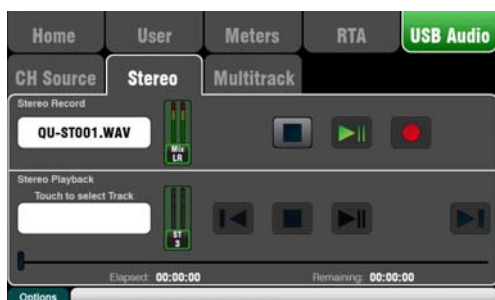 Home User Meters RTA USB Audio
CH Source Stereo Multitrack
Stereo Record
QU-ST001.WAV
Mix
LR
Stereo Playback
Touch to select Track
ST
3
Elapsed: 00:00:00 Remaining: 00:00:00
Options